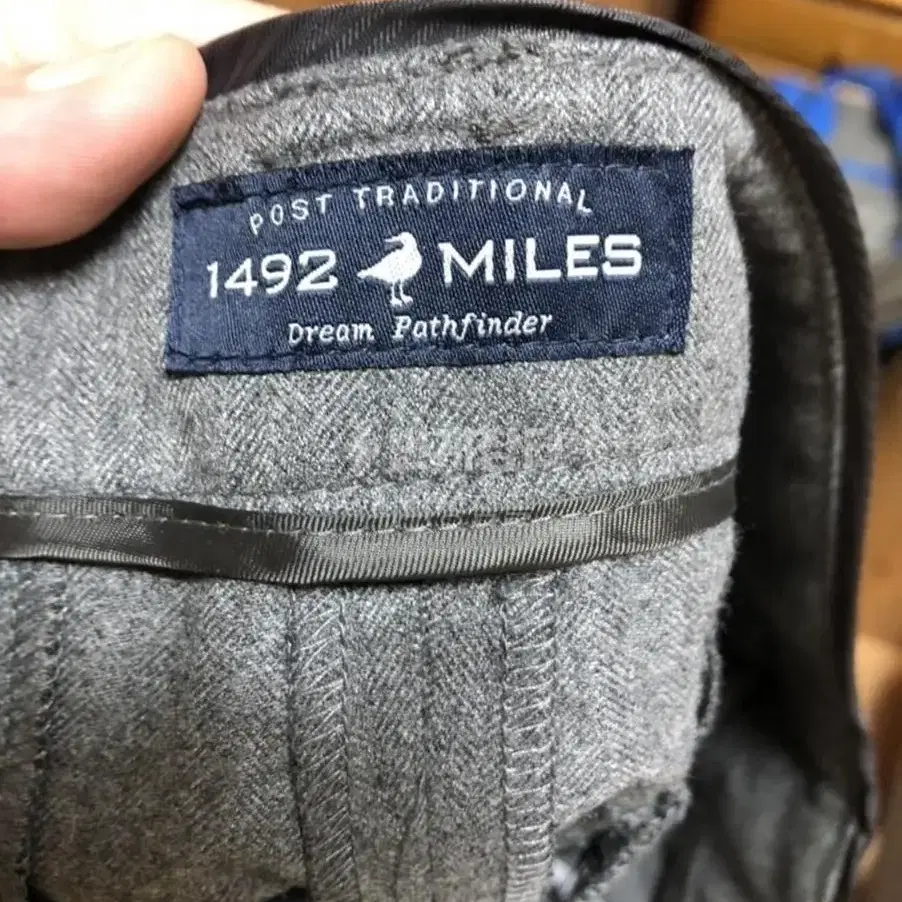 POST TRADITIONAL
1492 MILES
Dream Pathfinder